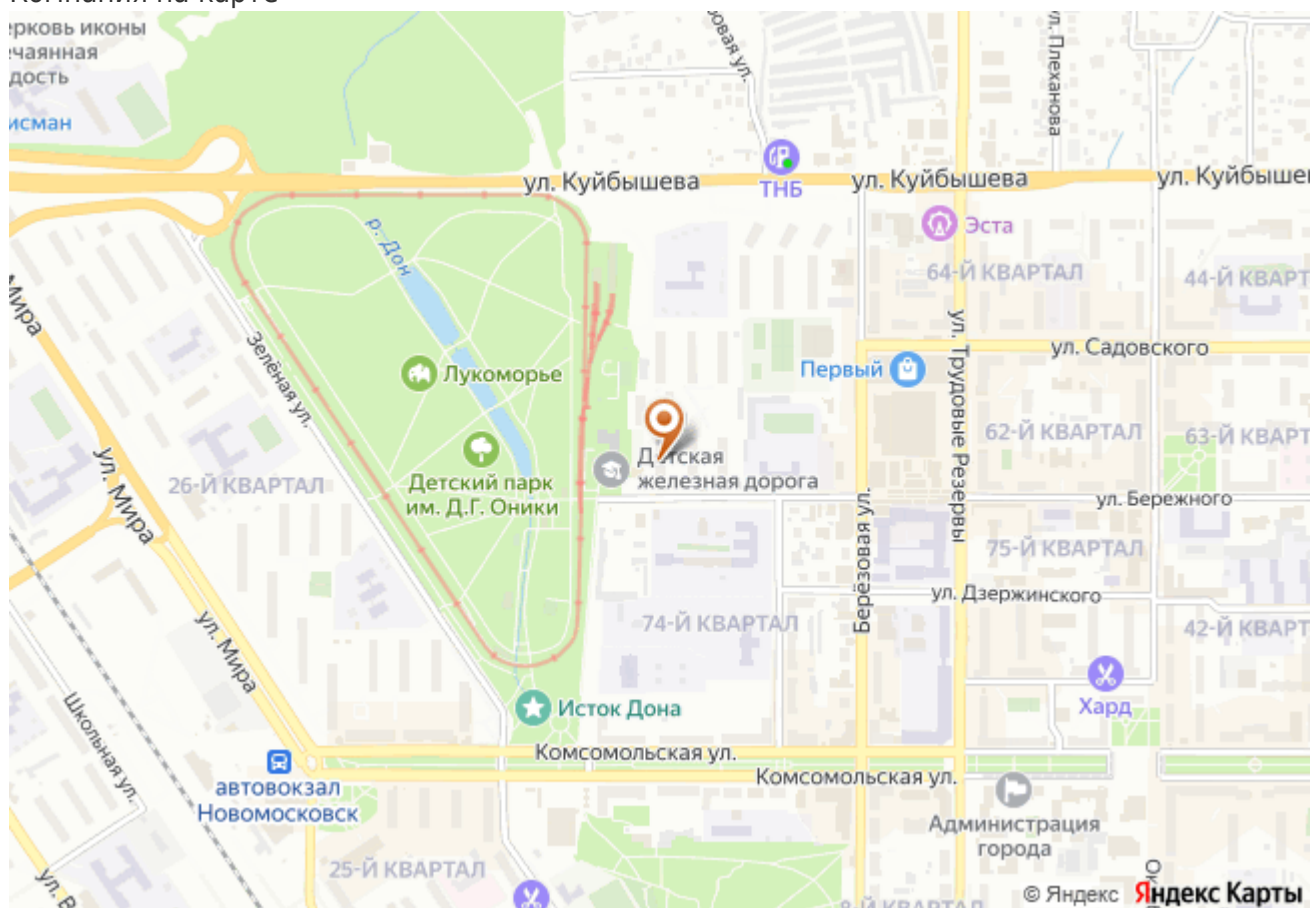 ерковь иконы
ечаянная
дость
исман
ул. Плеханова
ТНБ
ул. Куйбышева
ул. Куйбышева
ул. Куйбыше
р. Дон
Эста
64-Й КВАРТАЛ
44-Й КВАРТ
Мира
Зелёная ул.
ул. Трудовые Резервы
ул. Садовского
Первый
Лукоморье
62-Й КВАРТАЛ
63-Й КВАРТ
Детская
железная дорога
Детский парк
им. Д.Г. Оники
26-Й КВАРТАЛ
ул. Мира
ул. Бережного
Берёзовая ул.
75-Й КВАРТАЛ
ул. Дзержинского
74-Й КВАРТАЛ
42-Й КВАРТ
ул. Мира
Хард
Исток Дона
Школьная ул.
Комсомольская ул.
Комсомольская ул.
автовокзал
Новомосковск
Администрация
города
25-Й КВАРТАЛ
ул. В
© Яндекс Яндекс Карты